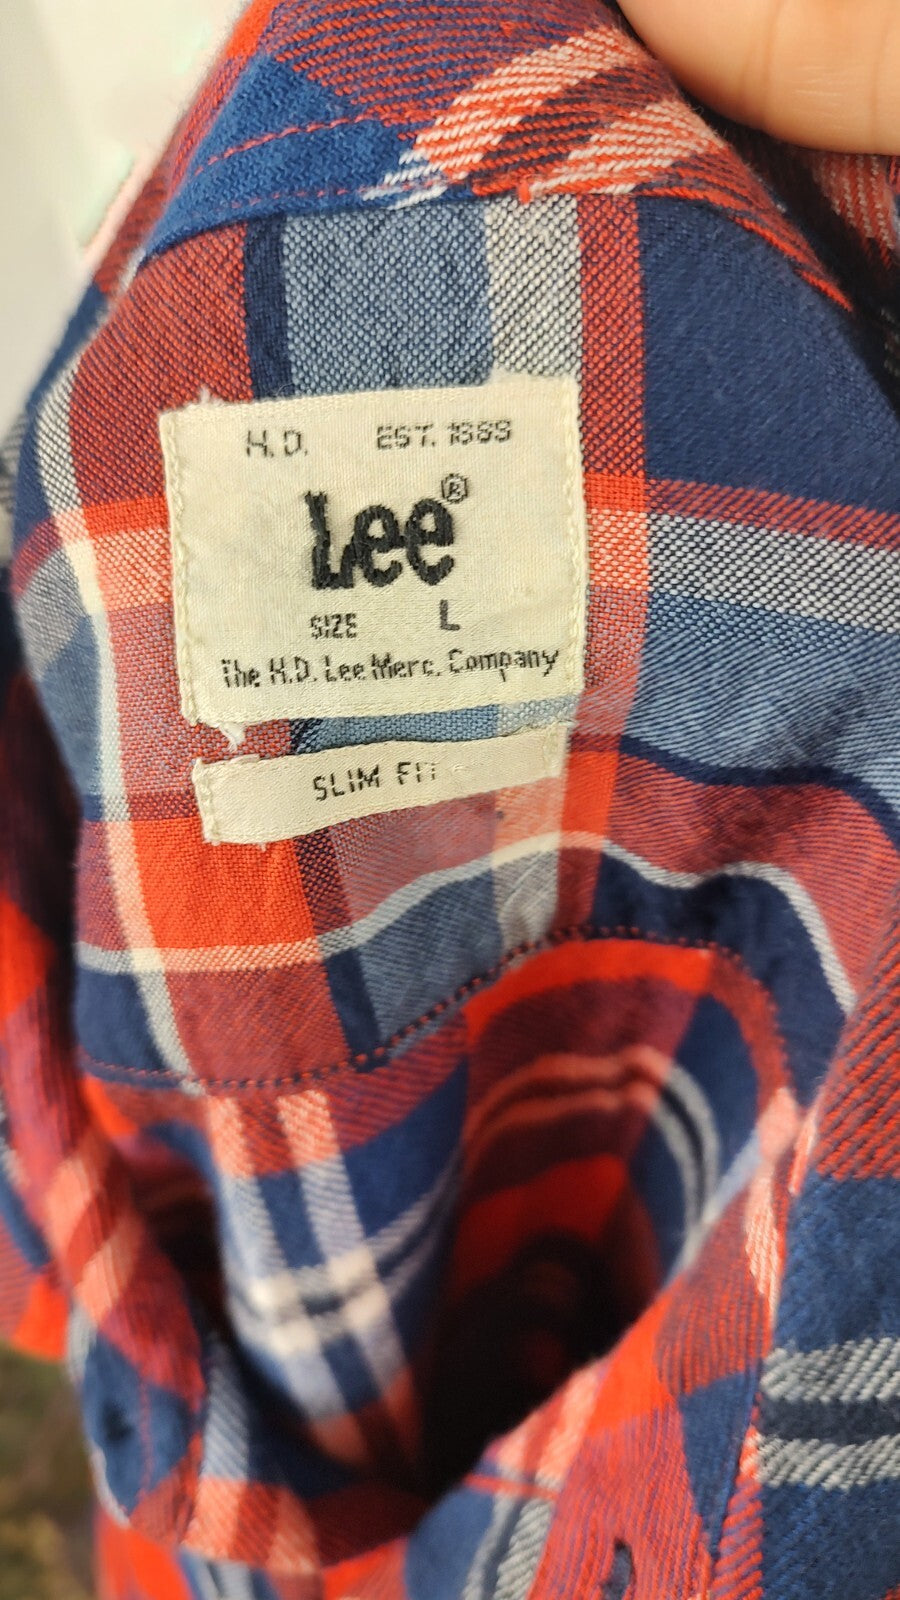 H.D. EST. 1889
Lee®
SIZE L
The H.D. Lee Merc. Company
SLIM FIT